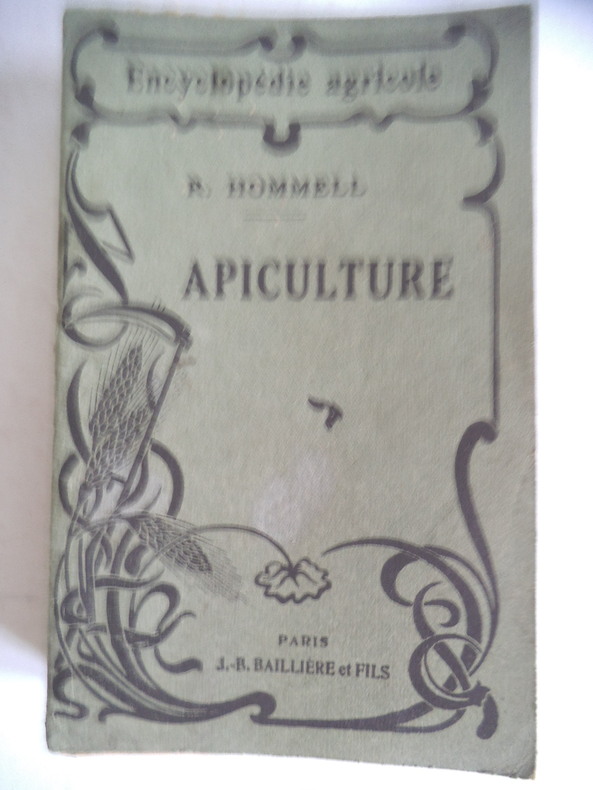 Encyclopédie agricole
R. HOMMELL
APICULTURE
PARIS
J.-B. BAILLIÈRE et FILS